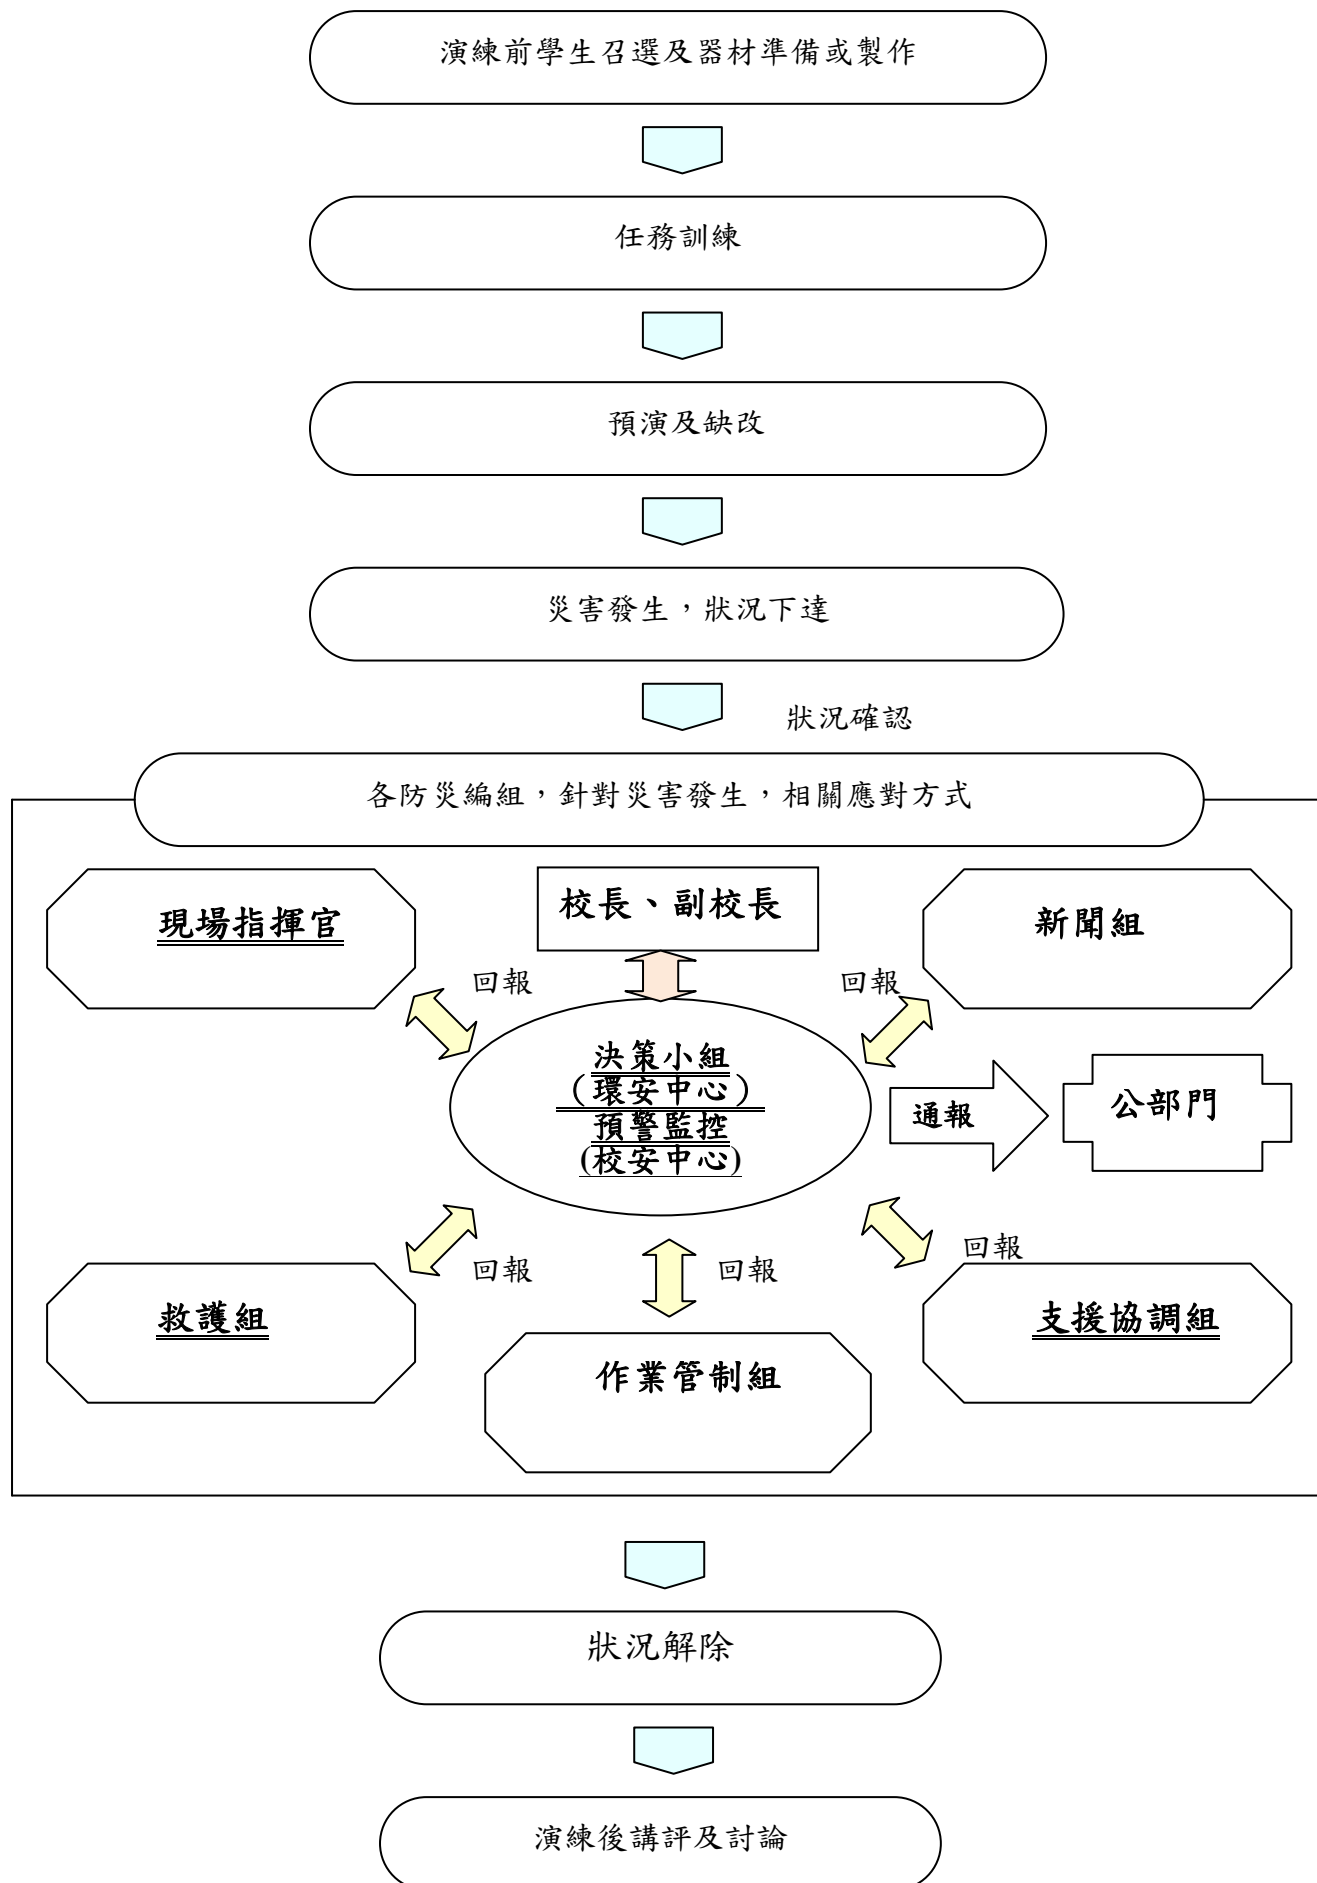 演練前學生召選及器材準備或製作
任務訓練
預演及缺改
災害發生，狀況下達
狀況確認
各防災編組，針對災害發生，相關應對方式
現場指揮官
校長、副校長
新聞組
回報
回報
決策小組
（環安中心）
預警監控
(校安中心)
通報
公部門
回報
回報
回報
救護組
作業管制組
支援協調組
狀況解除
演練後講評及討論